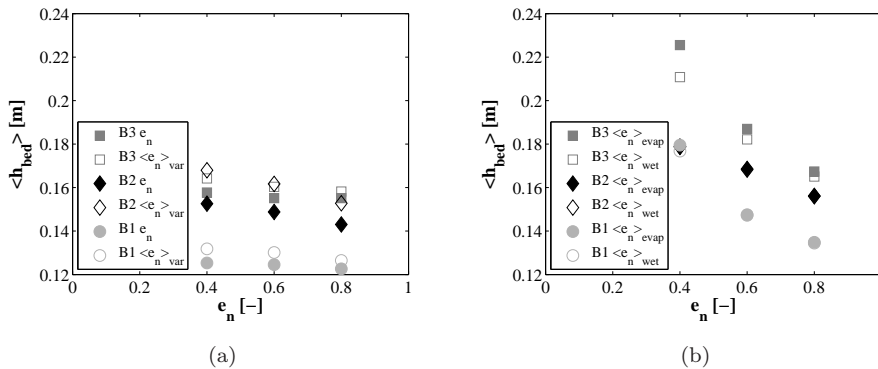 0.24
0.22
0.2
0.18
0.16
0.14
0.12
<h_bed> [m]
B3 e_n
B3 <e_n>_var
B2 e_n
B2 <e_n>_var
B1 e_n
B1 <e_n>_var
0 0.2 0.4 0.6 0.8 1
e_n [−]
(a)
0.24
0.22
0.2
0.18
0.16
0.14
0.12
<h_bed> [m]
B3 <e_n>_evap
B3 <e_n>_wet
B2 <e_n>_evap
B2 <e_n>_wet
B1 <e_n>_evap
B1 <e_n>_wet
0 0.2 0.4 0.6 0.8
e_n [−]
(b)